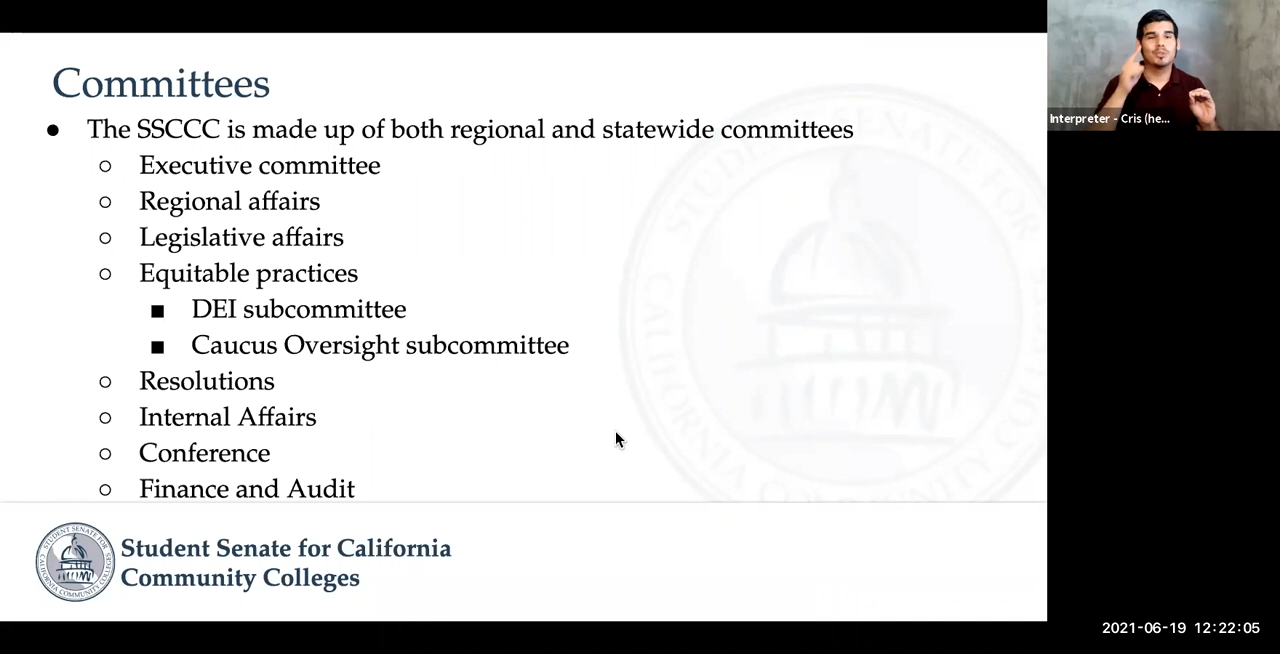 Committees
● The SSCCC is made up of both regional and statewide committees
○ Executive committee
○ Regional affairs
○ Legislative affairs
○ Equitable practices
■ DEI subcommittee
■ Caucus Oversight subcommittee
○ Resolutions
○ Internal Affairs
○ Conference
○ Finance and Audit
Student Senate for California
Community Colleges
Interpreter - Cris (he...
2021-06-19 12:22:05